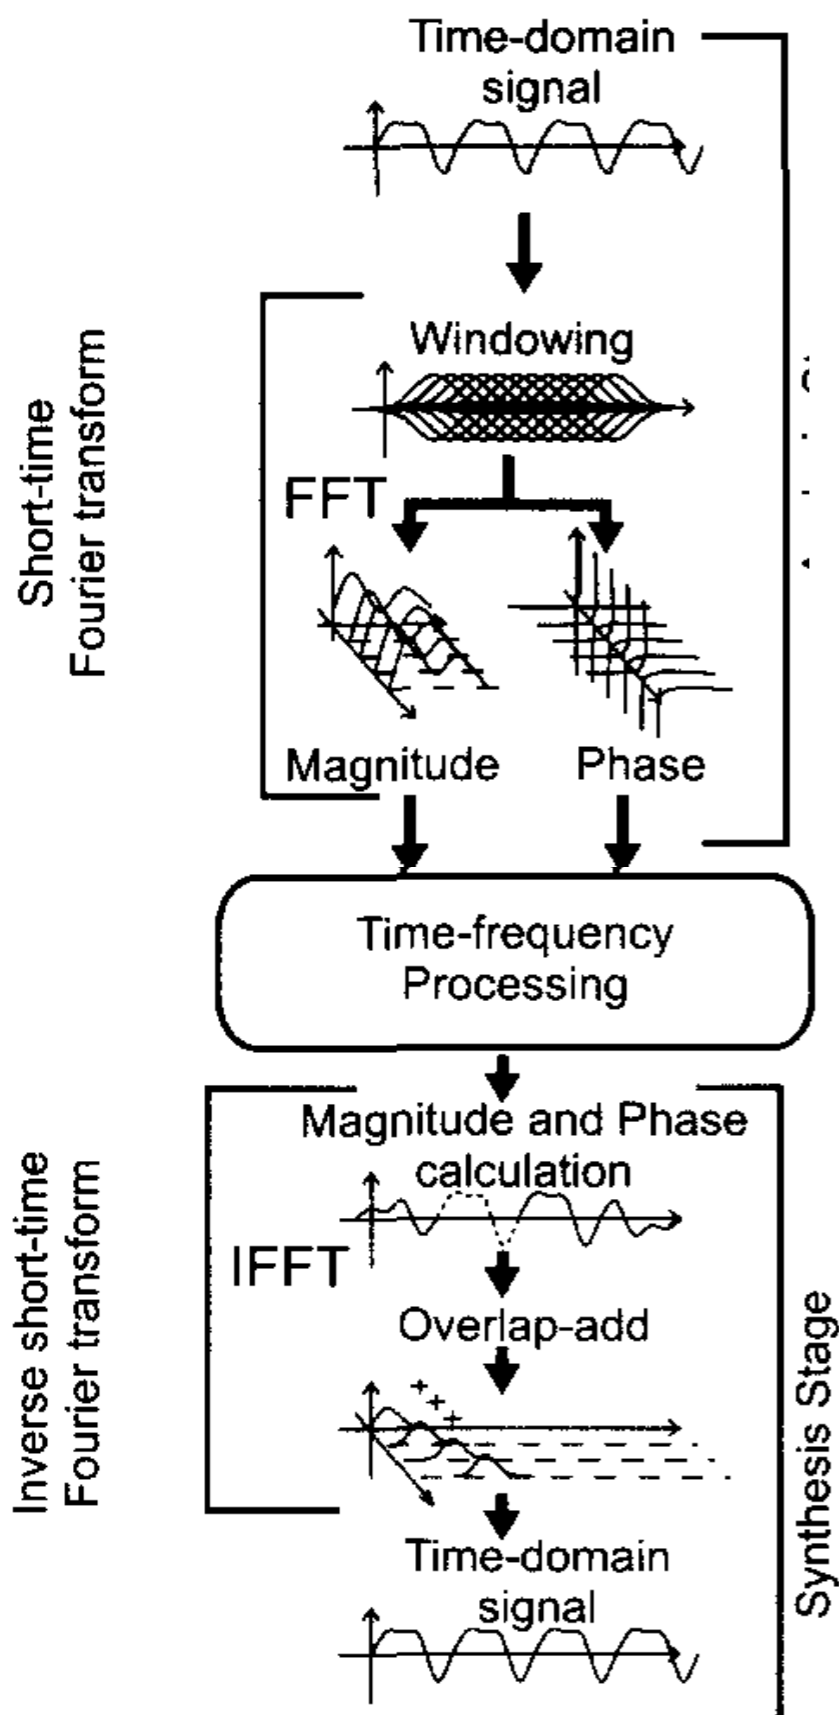 Time-domain
signal
Windowing
Short-time
Fourier transform
FFT
Magnitude
Phase
Time-frequency
Processing
Magnitude and Phase
calculation
IFFT
Inverse short-time
Fourier transform
Overlap-add
+
+
+
Synthesis Stage
Time-domain
signal